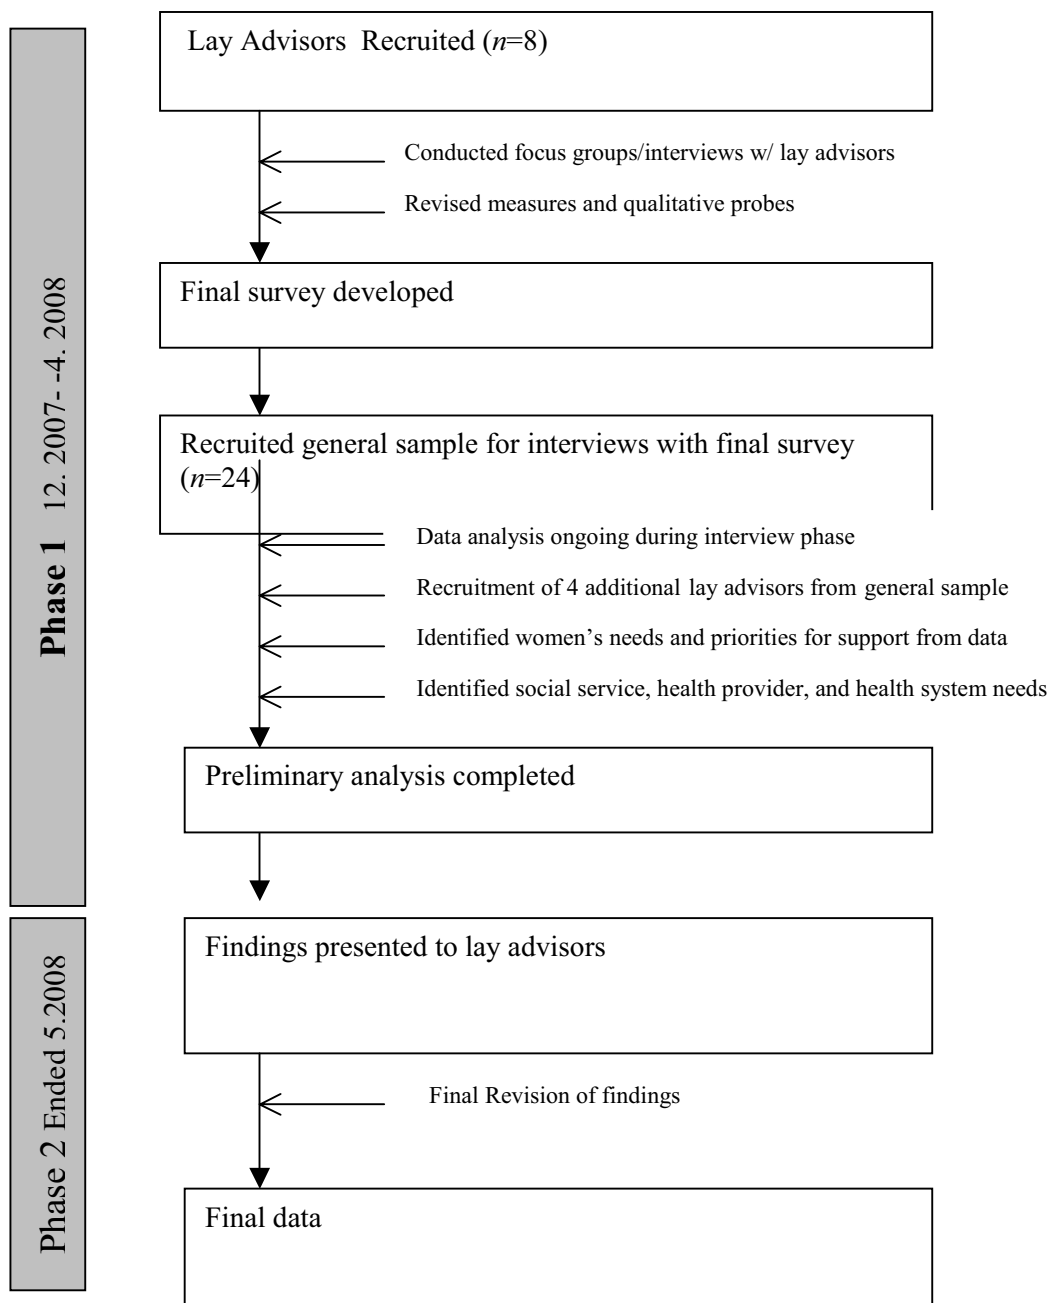 Lay Advisors  Recruited (n=8)
Conducted focus groups/interviews w/ lay advisors
Revised measures and qualitative probes
Final survey developed
Recruited general sample for interviews with final survey
(n=24)
Data analysis ongoing during interview phase
Recruitment of 4 additional lay advisors from general sample
Identified women’s needs and priorities for support from data
Identified social service, health provider, and health system needs
Preliminary analysis completed
Phase 1  12. 2007- -4. 2008
Findings presented to lay advisors
Final Revision of findings
Final data
Phase 2 Ended 5.2008